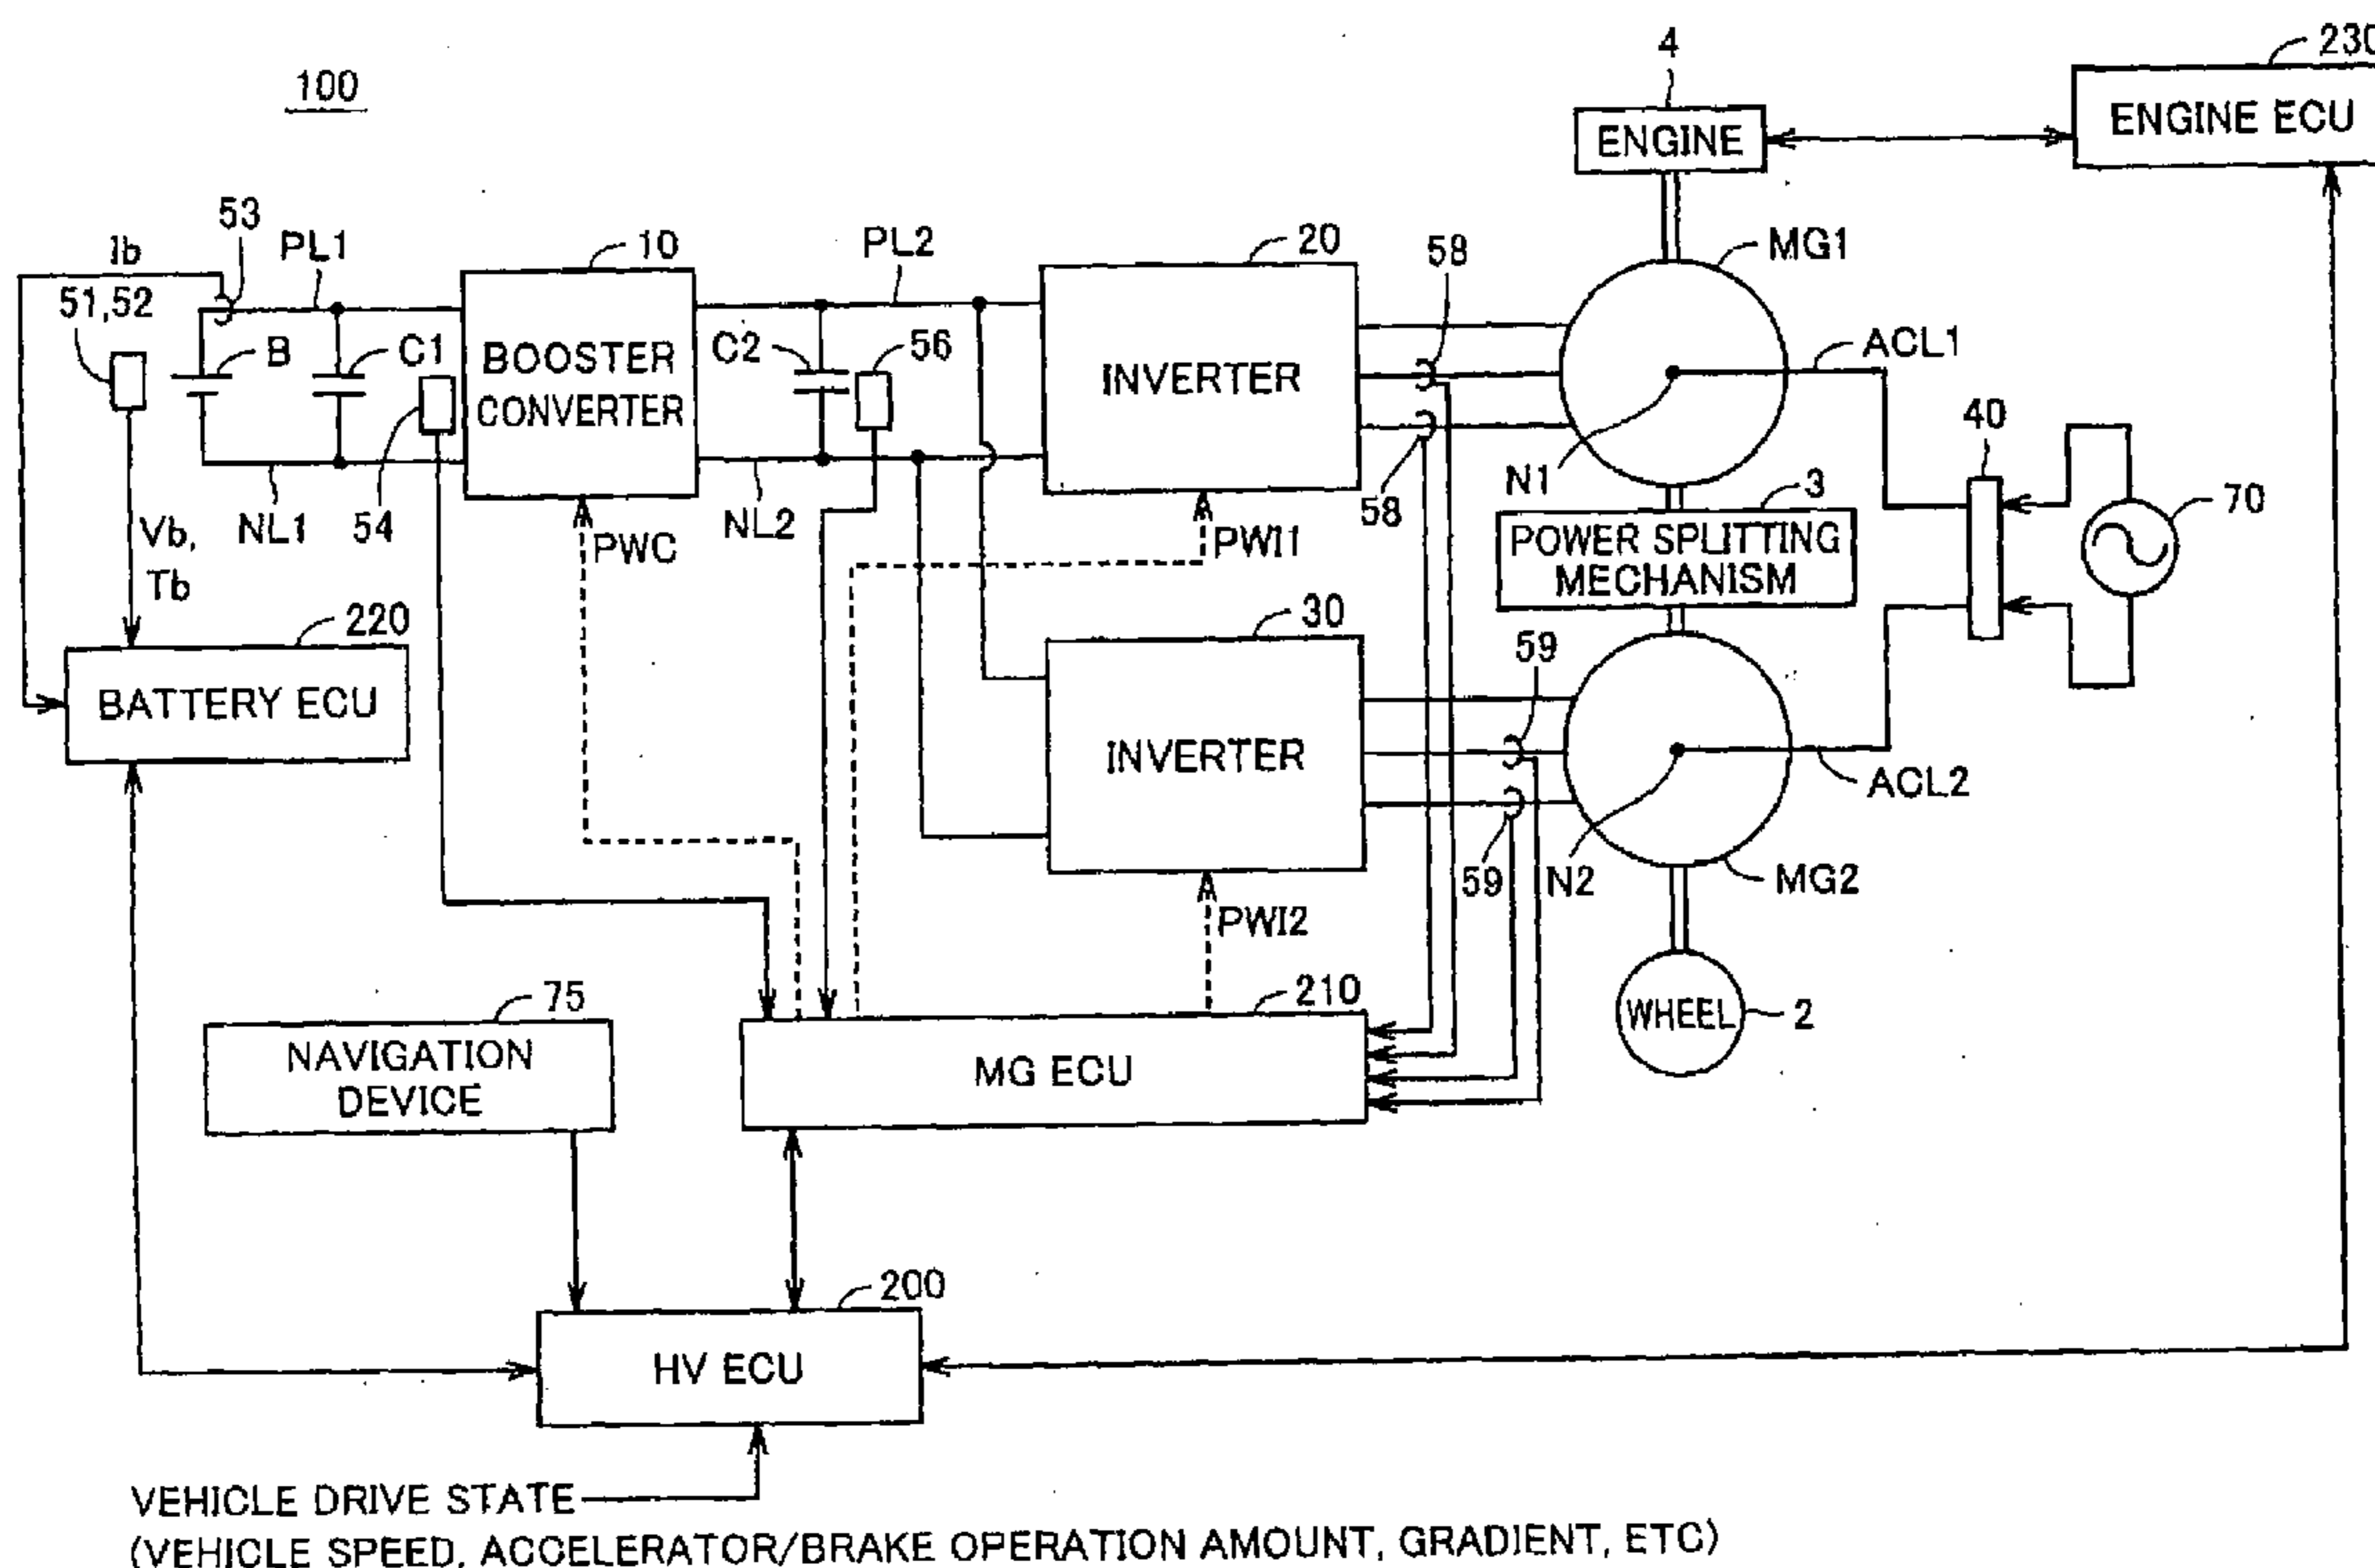 100
4
230
ENGINE
ENGINE ECU
Ib
53
PL1
10
PL2
20
58
MG1
51,52
B
C1
BOOSTER
CONVERTER
C2
56
INVERTER
ACL1
40
N1
58
3
70
NL1
54
NL2
PWC
PWI1
POWER SPLITTING
MECHANISM
Vb,
Tb
220
30
59
BATTERY ECU
INVERTER
ACL2
59
N2
MG2
PWI2
75
210
WHEEL
2
NAVIGATION
DEVICE
MG ECU
200
HV ECU
VEHICLE DRIVE STATE
(VEHICLE SPEED, ACCELERATOR/BRAKE OPERATION AMOUNT, GRADIENT, ETC)